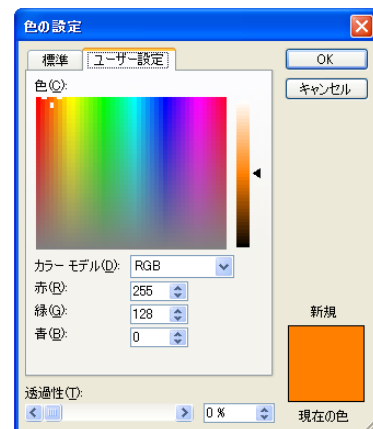 色の設定
標準 ユーザー設定
OK
キャンセル
色(C):
カラー モデル(D): RGB
赤(R): 255
緑(G): 128
青(B): 0
新規
透過性(T):
0 %
現在の色